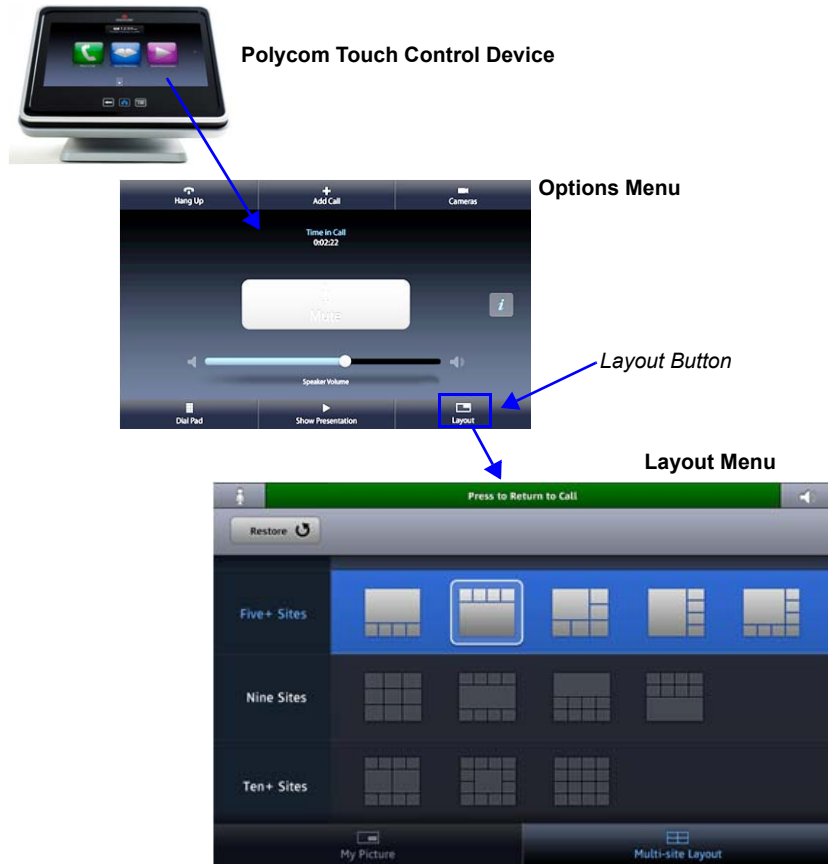 Polycom Touch Control Device
Options Menu
Hang Up
Add Call
Cameras
Time in Call
0:02:22
Mute
i
Speaker Volume
Layout Button
Dial Pad
Show Presentation
Layout
Layout Menu
Press to Return to Call
Restore
Five+ Sites
Nine Sites
Ten+ Sites
My Picture
Multi-site Layout